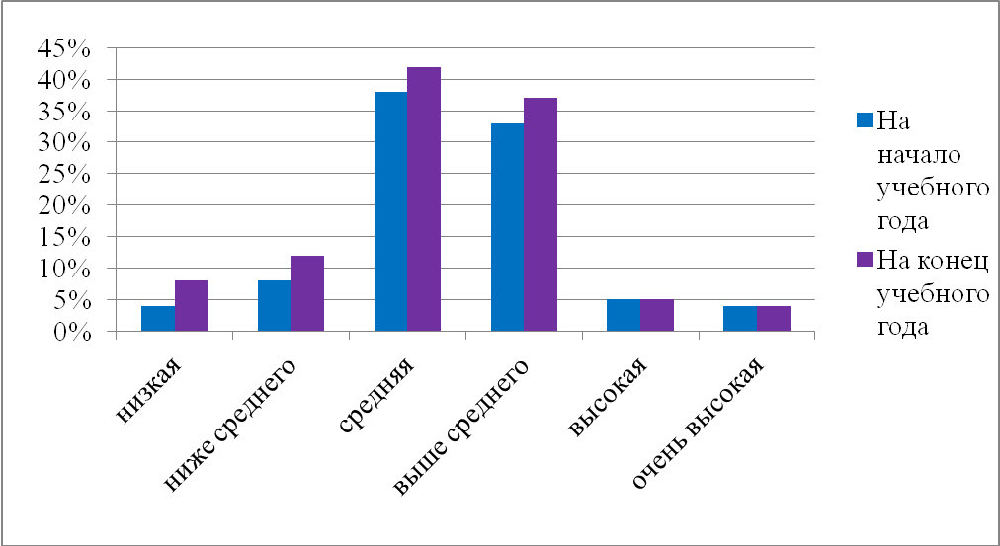 45%
40%
35%
30%
25%
20%
15%
10%
5%
0%
низкая
ниже среднего
средняя
выше среднего
высокая
очень высокая
На
начало
учебного
года
На конец
учебного
года